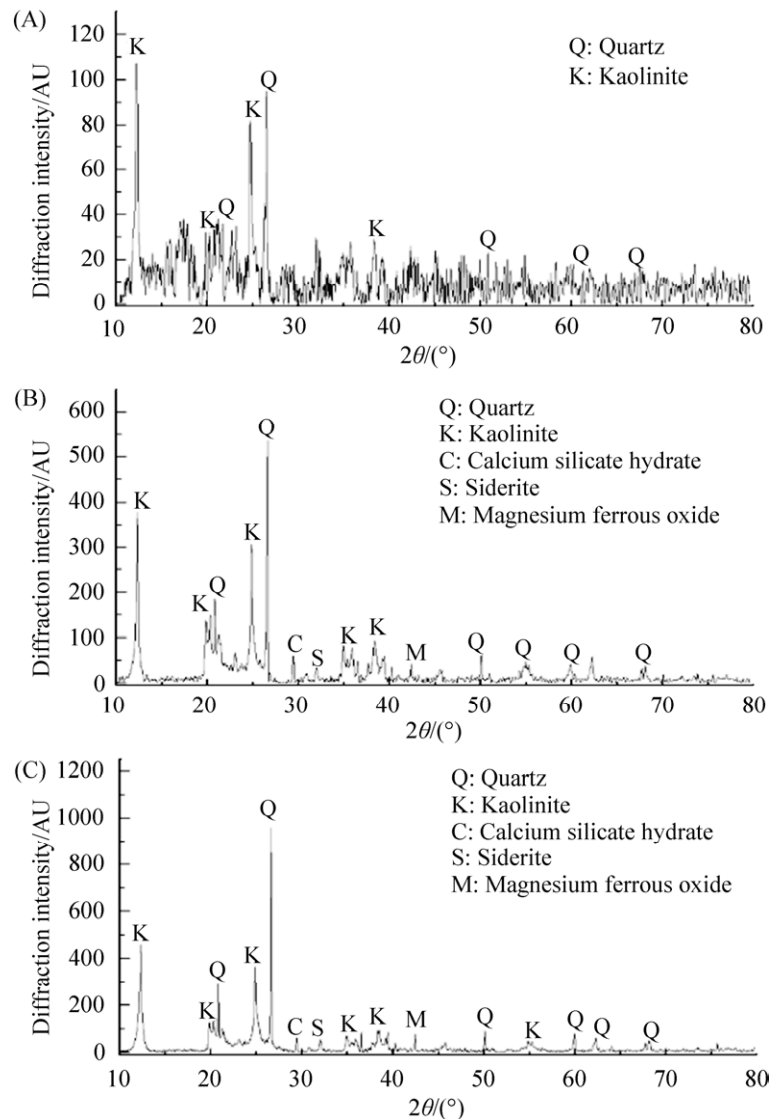 (A)
120
100
80
60
40
20
0
Diffraction intensity/AU
K
K
Q
K
Q
K
Q
Q
Q
Q: Quartz
K: Kaolinite
10 20 30 40 50 60 70 80
2θ/(°)
(B)
600
500
400
300
200
100
0
Diffraction intensity/AU
K
K
Q
K
Q
C
S
K
K
M
Q
Q
Q
Q
Q: Quartz
K: Kaolinite
C: Calcium silicate hydrate
S: Siderite
M: Magnesium ferrous oxide
10 20 30 40 50 60 70 80
2θ/(°)
(C)
1200
1000
800
600
400
200
0
Diffraction intensity/AU
K
K
Q
K
Q
C
S
K
K
M
Q
K
Q
Q
Q
Q: Quartz
K: Kaolinite
C: Calcium silicate hydrate
S: Siderite
M: Magnesium ferrous oxide
10 20 30 40 50 60 70 80
2θ/(°)